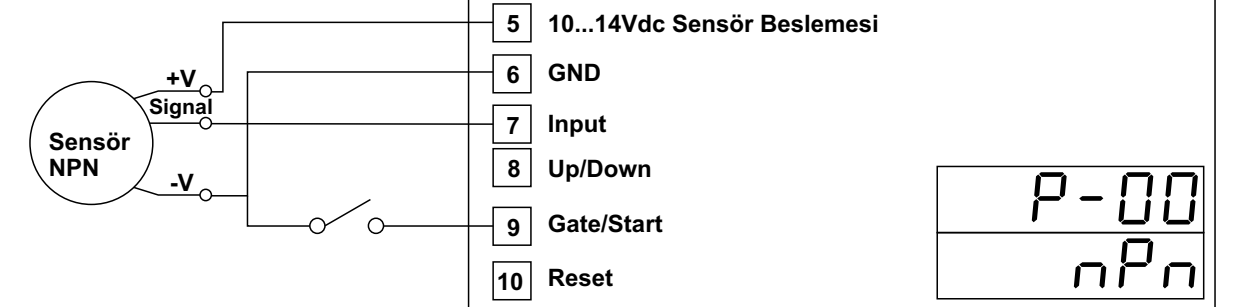 5 10...14Vdc Sensör Beslemesi
+V
6 GND
Signal
7 Input
Sensör
NPN
8 Up/Down
-V
9 Gate/Start
10 Reset
P-00
nPn